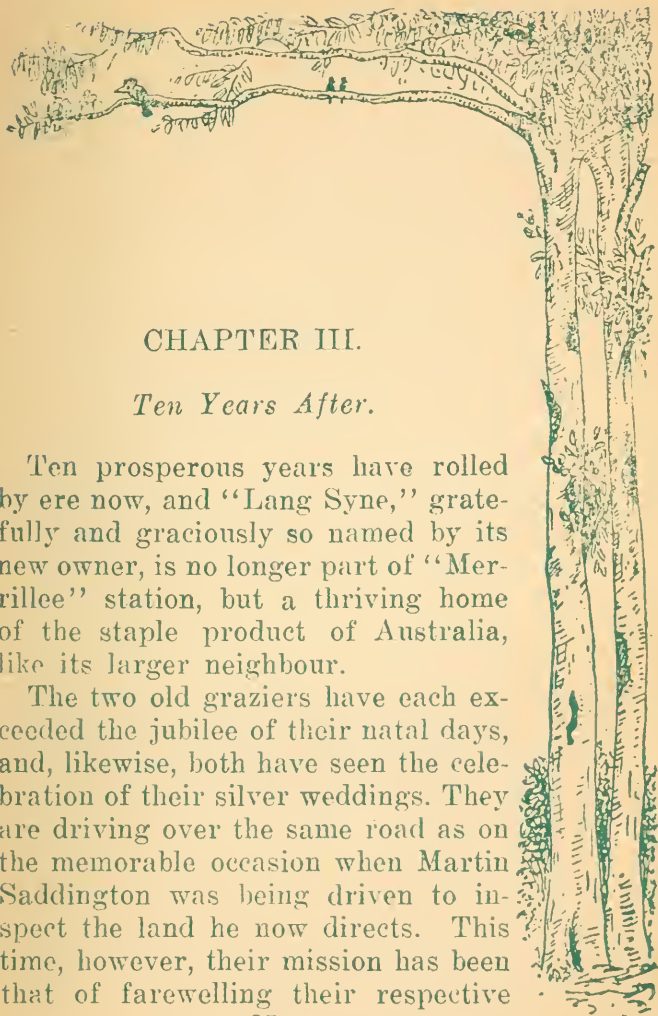 CHAPTER III.
Ten Years After.
Ten prosperous years have rolled
by ere now, and "Lang Syne," grate-
fully and graciously so named by its
new owner, is no longer part of "Mer-
rillee" station, but a thriving home
of the staple product of Australia,
like its larger neighbour.
The two old graziers have each ex-
ceeded the jubilee of their natal days,
and, likewise, both have seen the cele-
bration of their silver weddings. They
are driving over the same road as on
the memorable occasion when Martin
Saddington was being driven to in-
spect the land he now directs. This
time, however, their mission has been
that of farewelling their respective